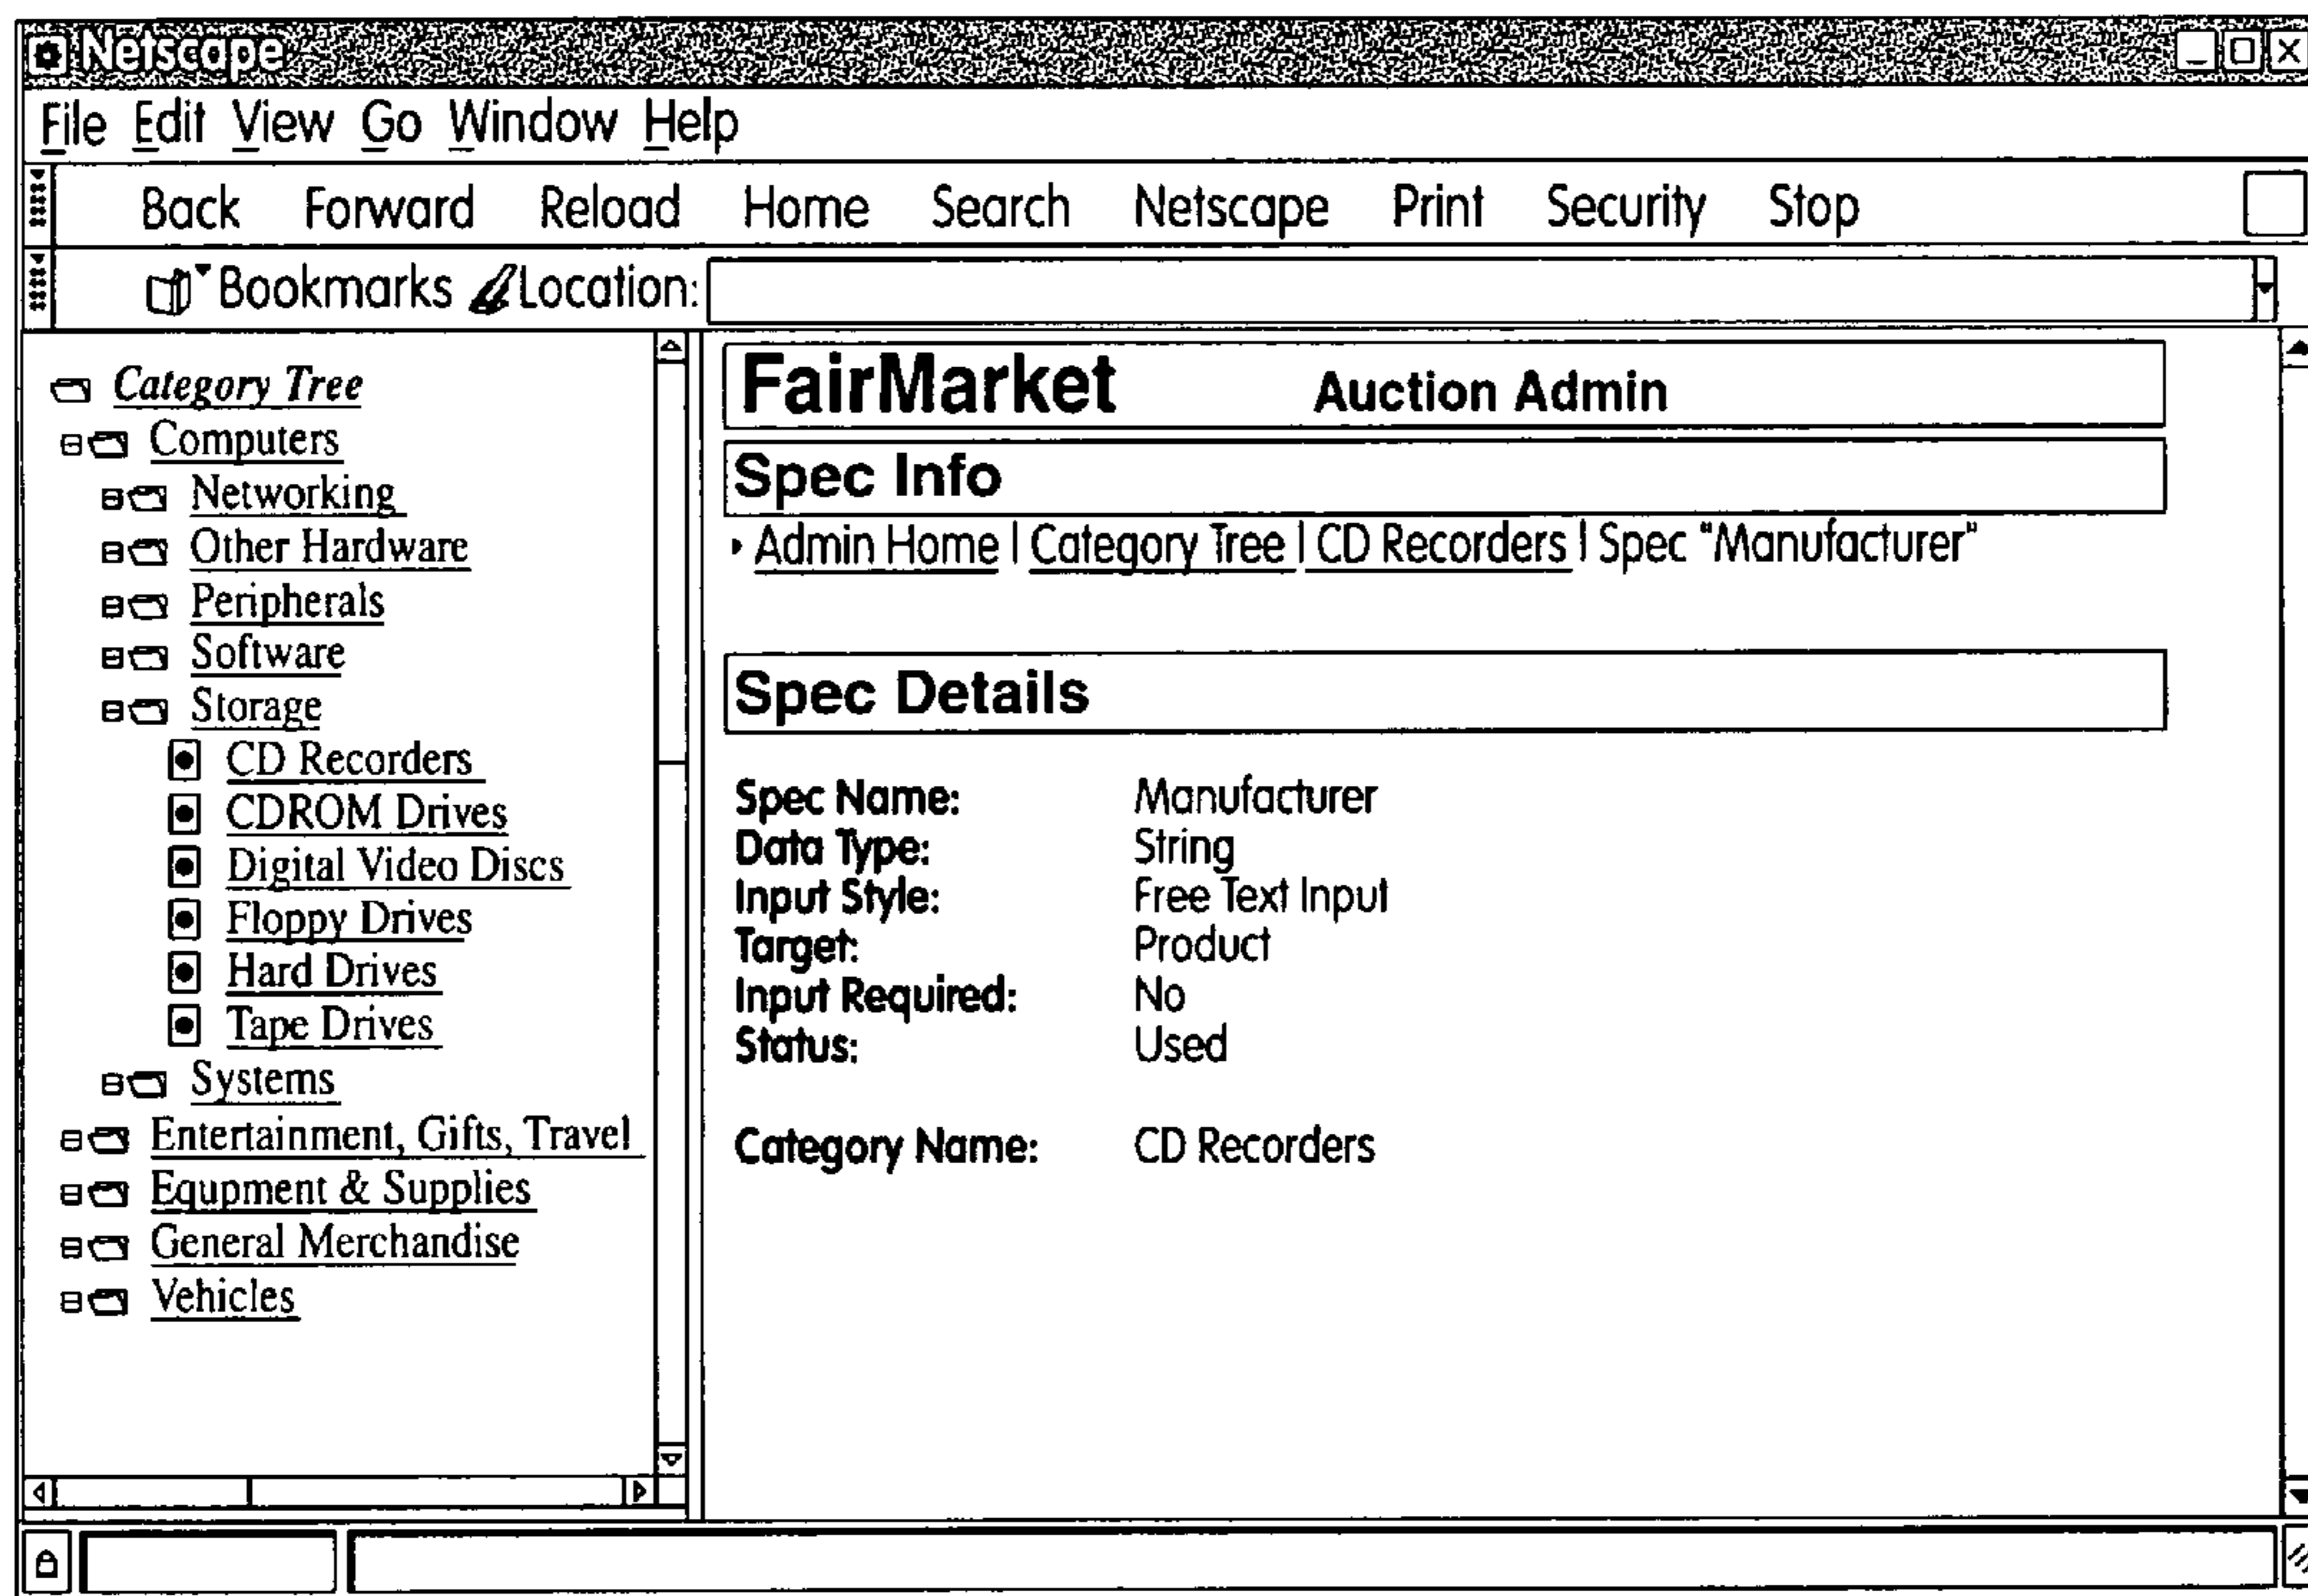 Netscape
File Edit View Go Window Help
Back Forward Reload Home Search Netscape Print Security Stop
Bookmarks Location:
Category Tree
Computers
Networking
Other Hardware
Peripherals
Software
Storage
CD Recorders
CDROM Drives
Digital Video Discs
Floppy Drives
Hard Drives
Tape Drives
Systems
Entertainment, Gifts, Travel
Equpment & Supplies
General Merchandise
Vehicles
FairMarket Auction Admin
Spec Info
Admin Home | Category Tree | CD Recorders | Spec "Manufacturer"
Spec Details
Spec Name: Manufacturer
Data Type: String
Input Style: Free Text Input
Target: Product
Input Required: No
Status: Used
Category Name: CD Recorders